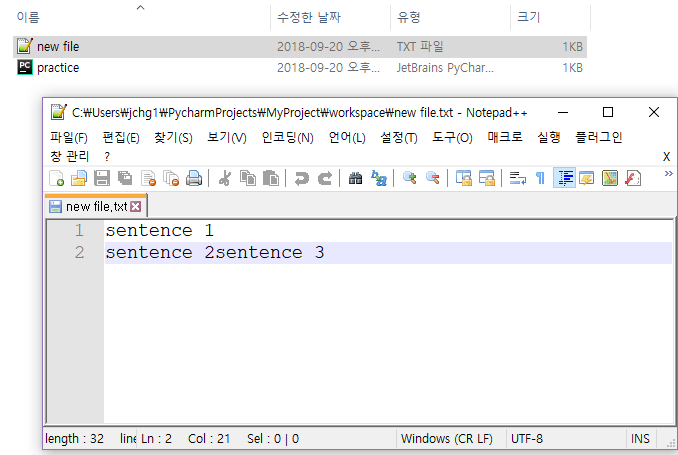 이름 수정한 날짜 유형 크기
new file 2018-09-20 오후... TXT 파일 1KB
practice 2018-09-20 오후... JetBrains PyChar... 1KB
C:₩Users₩jchg1₩PycharmProjects₩MyProject₩workspace₩new file.txt - Notepad++
파일(F) 편집(E) 찾기(S) 보기(V) 인코딩(N) 언어(L) 설정(T) 도구(O) 매크로 실행 플러그인
창 관리 ? X
new file.txt
1 sentence 1
2 sentence 2sentence 3
length : 32 line Ln : 2 Col : 21 Sel : 0 | 0 Windows (CR LF) UTF-8 INS